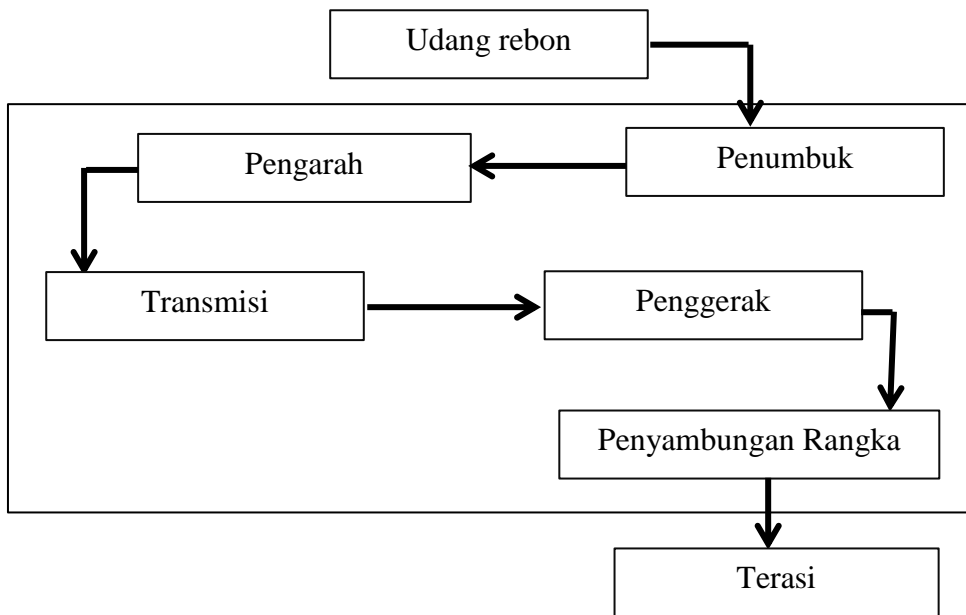 Udang rebon
Penumbuk
Pengarah
Transmisi
Penggerak
Penyambungan Rangka
Terasi